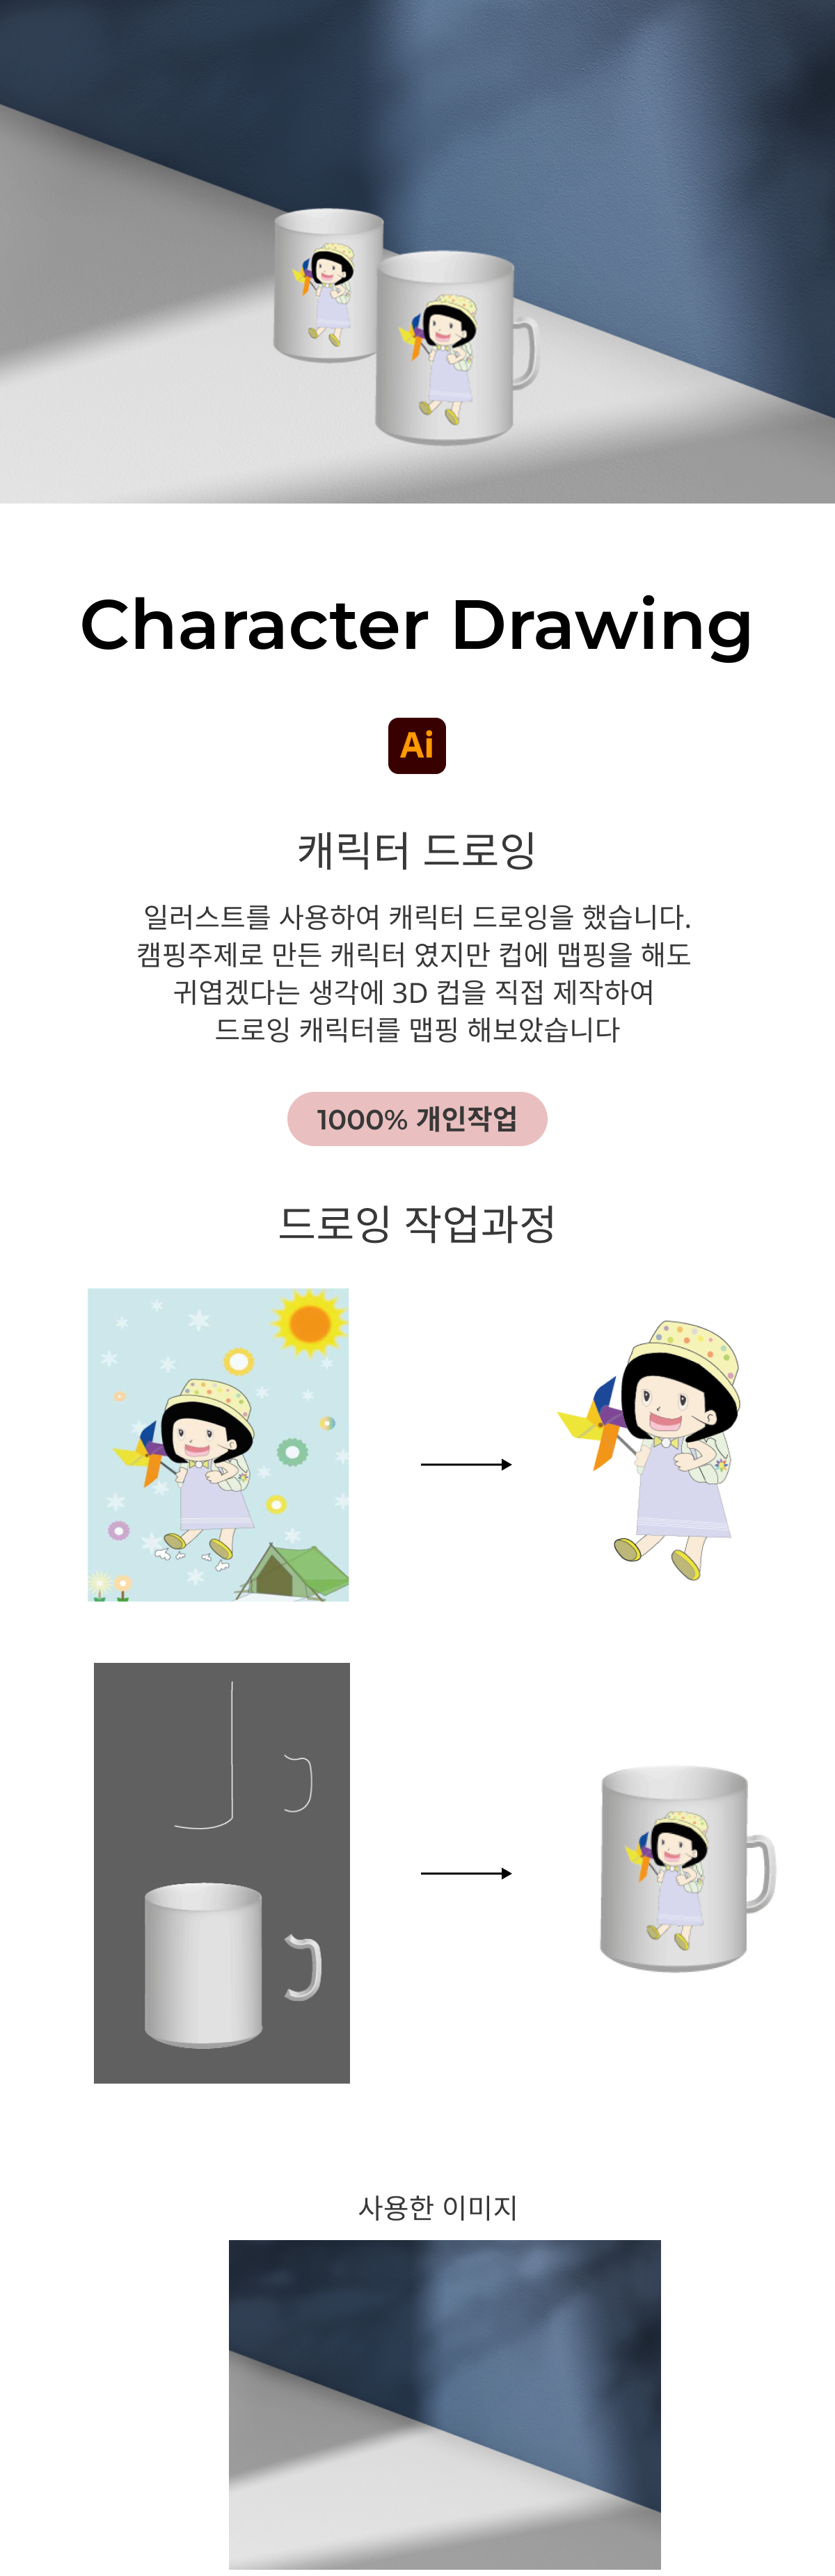 Character Drawing
Ai
캐릭터 드로잉
일러스트를 사용하여 캐릭터 드로잉을 했습니다.
캠핑주제로 만든 캐릭터 였지만 컵에 맵핑을 해도
귀엽겠다는 생각에 3D 컵을 직접 제작하여
드로잉 캐릭터를 맵핑 해보았습니다
1000% 개인작업
드로잉 작업과정
사용한 이미지